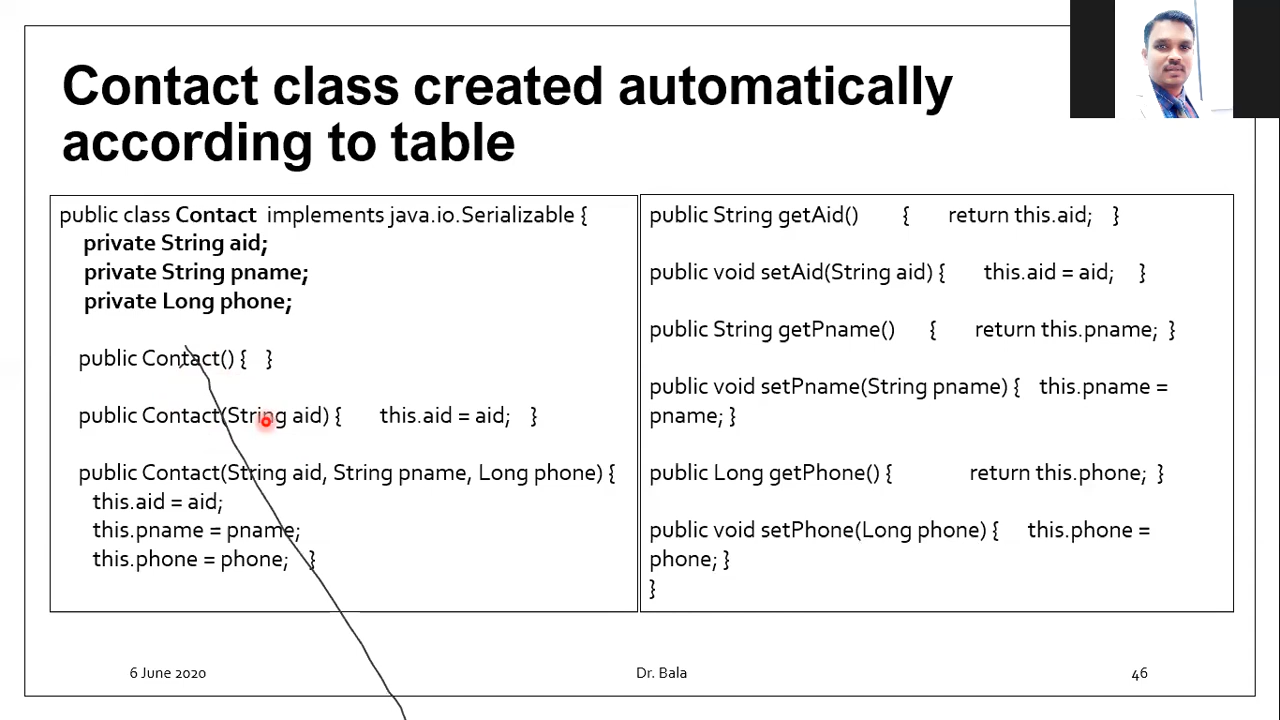 Contact class created automatically
according to table
public class Contact implements java.io.Serializable {
private String aid;
private String pname;
private Long phone;
public Contact() { }
public Contact(String aid) { this.aid = aid; }
public Contact(String aid, String pname, Long phone) {
this.aid = aid;
this.pname = pname;
this.phone = phone; }
public String getAid() { return this.aid; }
public void setAid(String aid) { this.aid = aid; }
public String getPname() { return this.pname; }
public void setPname(String pname) { this.pname =
pname; }
public Long getPhone() { return this.phone; }
public void setPhone(Long phone) { this.phone =
phone; }
}
6 June 2020
Dr. Bala
46